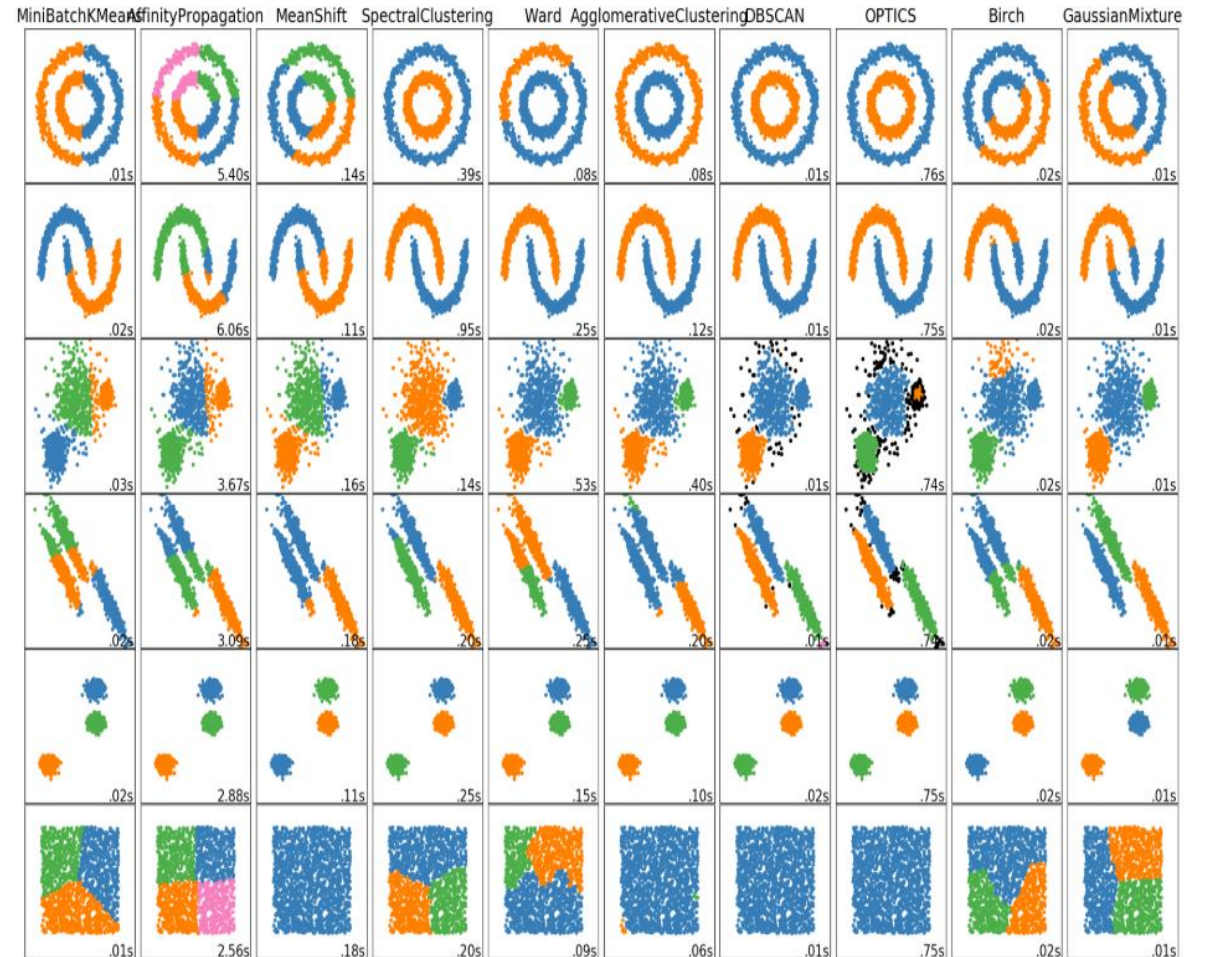 MiniBatchKMeans AffinityPropagation MeanShift SpectralClustering Ward AgglomerativeClustering DBSCAN OPTICS Birch GaussianMixture
.01s 5.40s .14s .39s .08s .08s .01s .76s .02s .01s
.02s 6.06s .11s .95s .25s .12s .01s .75s .02s .01s
.03s 3.67s .16s .14s .53s .40s .01s .74s .02s .01s
.02s 3.09s .18s .20s .25s .20s .01s .02s .01s
.02s 2.88s .11s .25s .15s .10s .02s .75s .02s .01s
.01s 2.56s .18s .20s .09s .06s .01s .75s .02s .01s